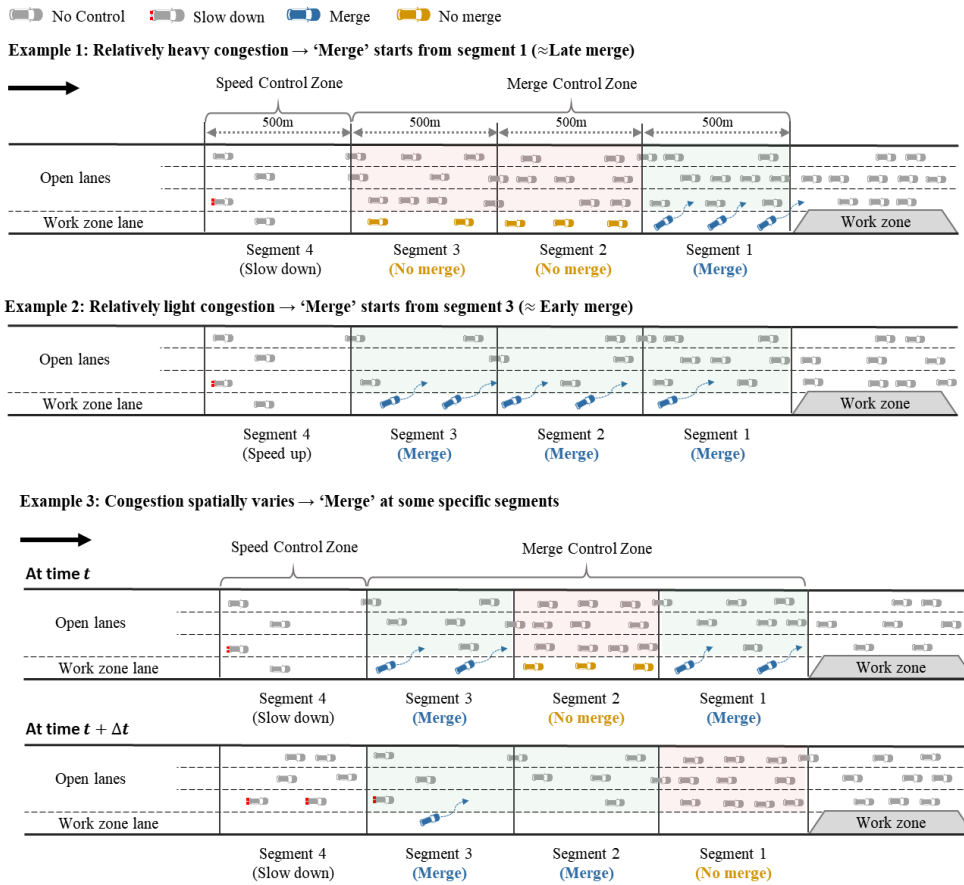 No Control Slow down Merge No merge
Example 1: Relatively heavy congestion → ‘Merge’ starts from segment 1 (≈Late merge)
Speed Control Zone Merge Control Zone
500m 500m 500m 500m
Open lanes
Work zone lane Work zone
Segment 4 Segment 3 Segment 2 Segment 1
(Slow down) (No merge) (No merge) (Merge)
Example 2: Relatively light congestion → ‘Merge’ starts from segment 3 (≈ Early merge)
Open lanes
Work zone lane Work zone
Segment 4 Segment 3 Segment 2 Segment 1
(Speed up) (Merge) (Merge) (Merge)
Example 3: Congestion spatially varies → ‘Merge’ at some specific segments
Speed Control Zone Merge Control Zone
At time t
Open lanes
Work zone lane Work zone
Segment 4 Segment 3 Segment 2 Segment 1
(Slow down) (Merge) (No merge) (Merge)
At time t + Δt
Open lanes
Work zone lane Work zone
Segment 4 Segment 3 Segment 2 Segment 1
(Slow down) (Merge) (Merge) (No merge)